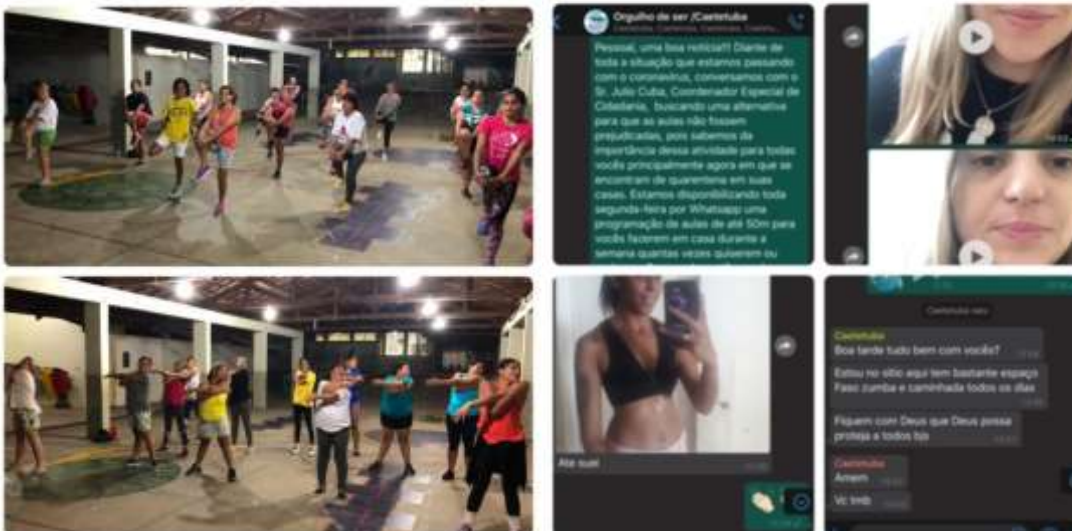 Orgulho de ser /Caetetuba
Pessoal, uma boa notícia!!! Diante de
toda a situação que estamos passando
com o coronavírus, conversamos com o
Sr. Julio Cuba, Coordenador Especial de
Cidadania, buscando uma alternativa
para que as aulas não fossem
prejudicadas, pois sabemos da
importância dessa atividade para todas
vocês principalmente agora em que se
encontram de quarentena em suas
casas. Estamos disponibilizando toda
segunda-feira por Whatsapp uma
programação de aulas de até 50m para
vocês fazerem em casa durante a
semana quantas vezes quiserem ou
Ate suei
Caetetuba
Boa tarde tudo bem com vocês?
Estou no sítio aqui tem bastante espaço
Faso zumba e caminhada todos os dias
Fiquem com Deus que Deus possa
proteja a todos bjs
Caetetuba
Amem
Vc tmb